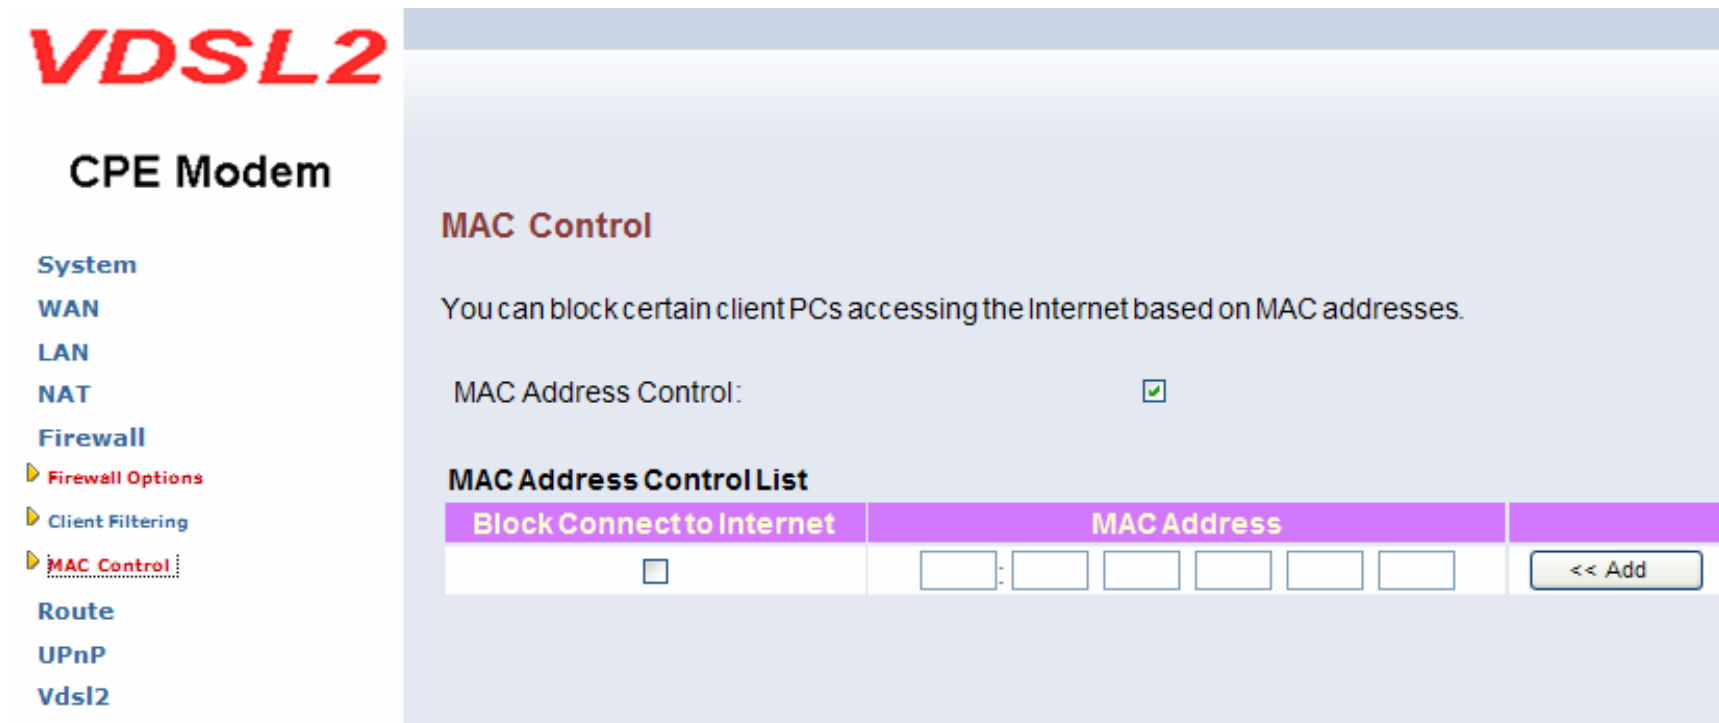 VDSL2
CPE Modem
System
WAN
LAN
NAT
Firewall
Firewall Options
Client Filtering
MAC Control
Route
UPnP
Vdsl2
MAC Control
You can block certain client PCs accessing the Internet based on MAC addresses.
MAC Address Control:
MAC Address Control List
Block Connect to Internet MAC Address
: << Add